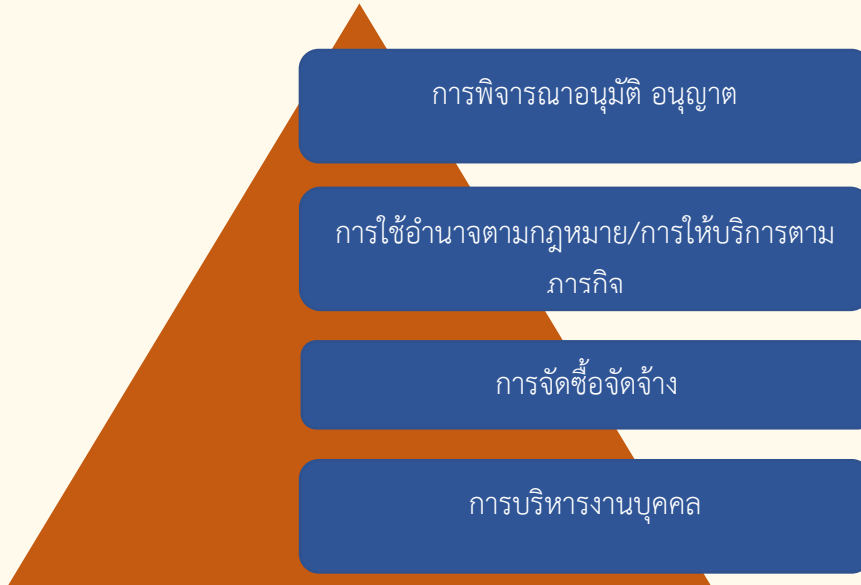 การพิจารณาอนุมัติ อนุญาต
การใช้อำนาจตามกฎหมาย/การให้บริการตาม
ภารกิจ
การจัดซื้อจัดจ้าง
การบริหารงานบุคคล